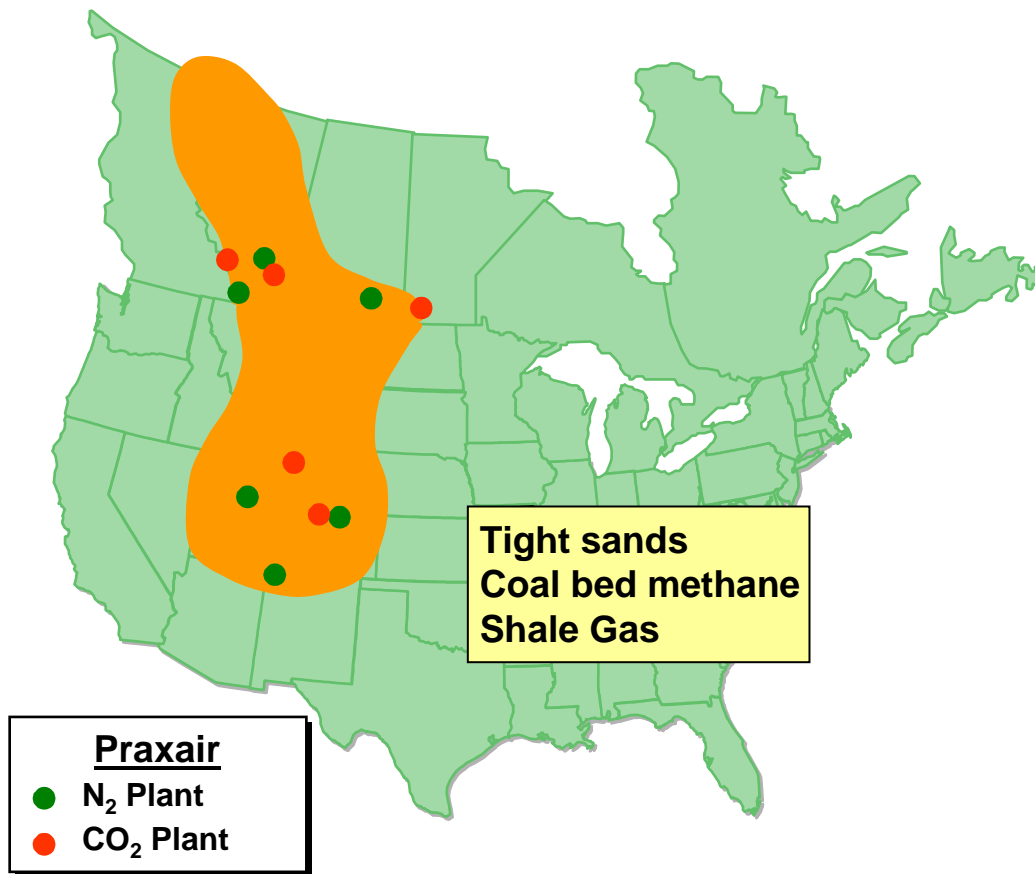 Tight sands
Coal bed methane
Shale Gas
Praxair
N₂ Plant
CO₂ Plant